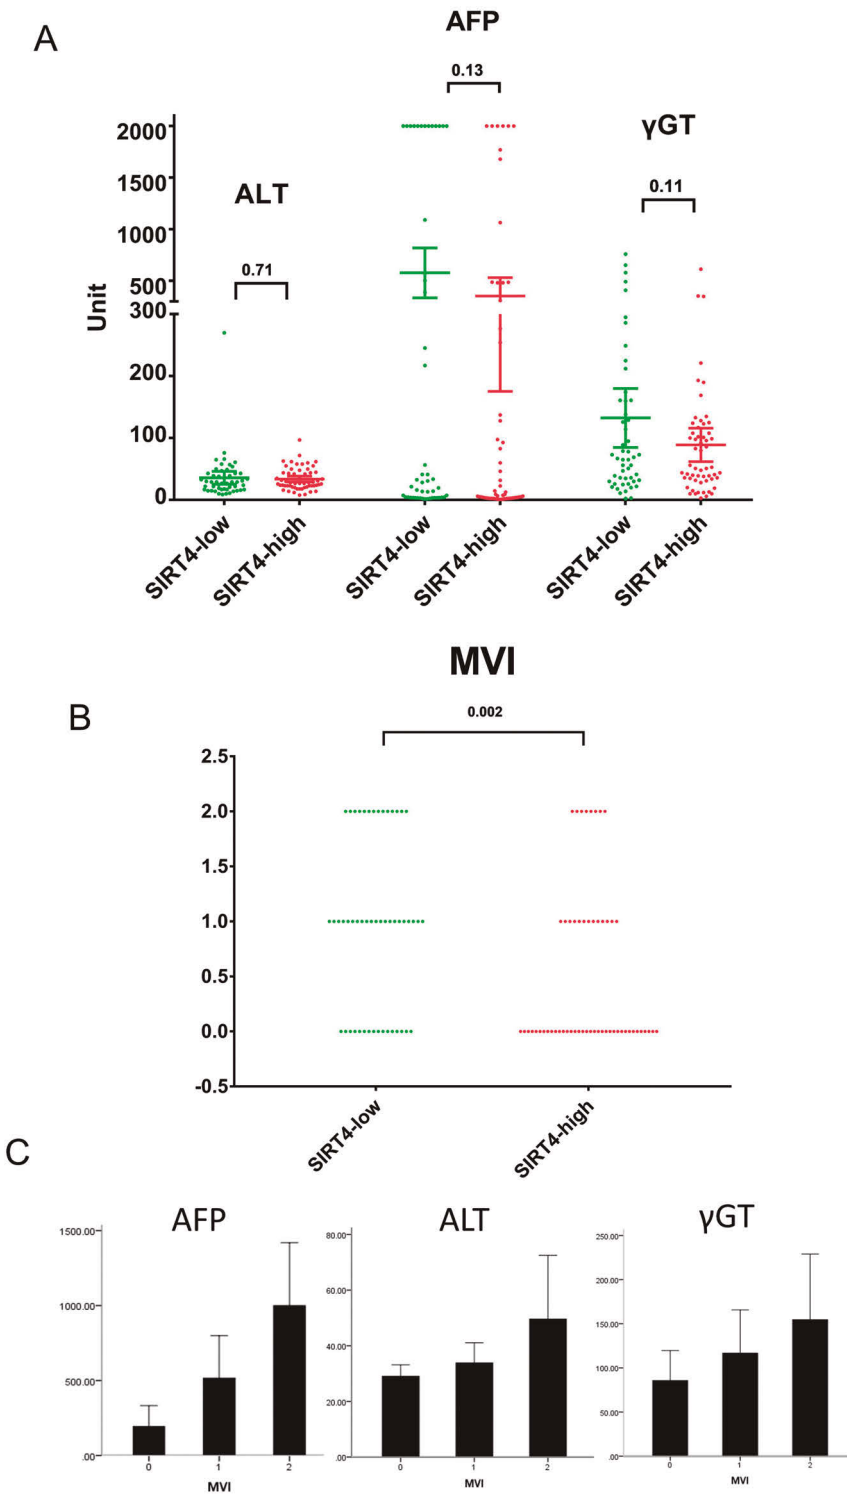 A
AFP
0.13
γGT
0.11
ALT
0.71
Unit
2000
1500
1000
500
300
200
100
0
SIRT4-low
SIRT4-high
SIRT4-low
SIRT4-high
SIRT4-low
SIRT4-high
MVI
B
0.002
2.5
2.0
1.5
1.0
0.5
0.0
-0.5
SIRT4-low
SIRT4-high
C
AFP
1500.00
1000.00
500.00
.00
0 1 2
MVI
ALT
80.00
60.00
40.00
20.00
.00
0 1 2
MVI
γGT
250.00
200.00
150.00
100.00
50.00
.00
0 1 2
MVI